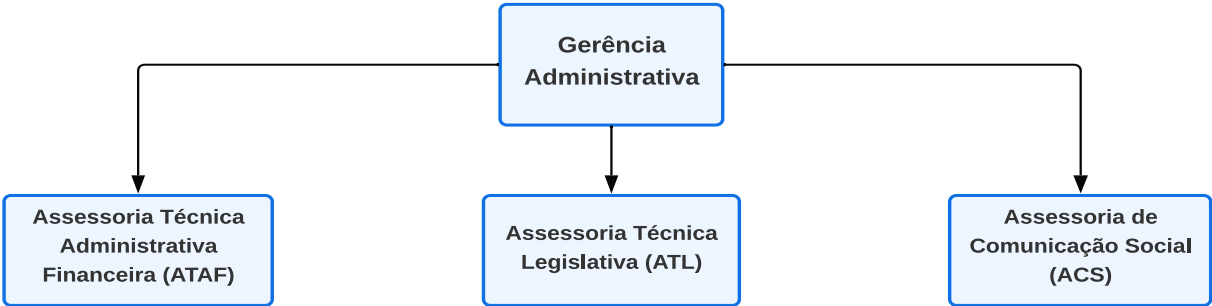 Gerência
Administrativa
Assessoria Técnica
Administrativa
Financeira (ATAF)
Assessoria Técnica
Legislativa (ATL)
Assessoria de
Comunicação Social
(ACS)